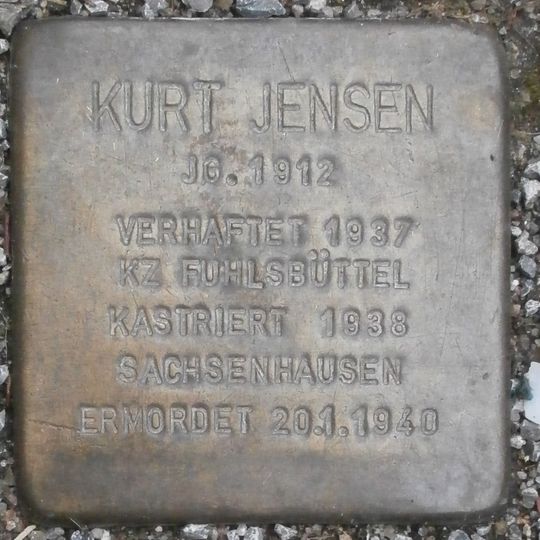 KURT JENSEN
JG. 1912
VERHAFTET 1937
KZ FUHLSBÜTTEL
KASTRIERT 1938
SACHSENHAUSEN
ERMORDET 20.1.1940